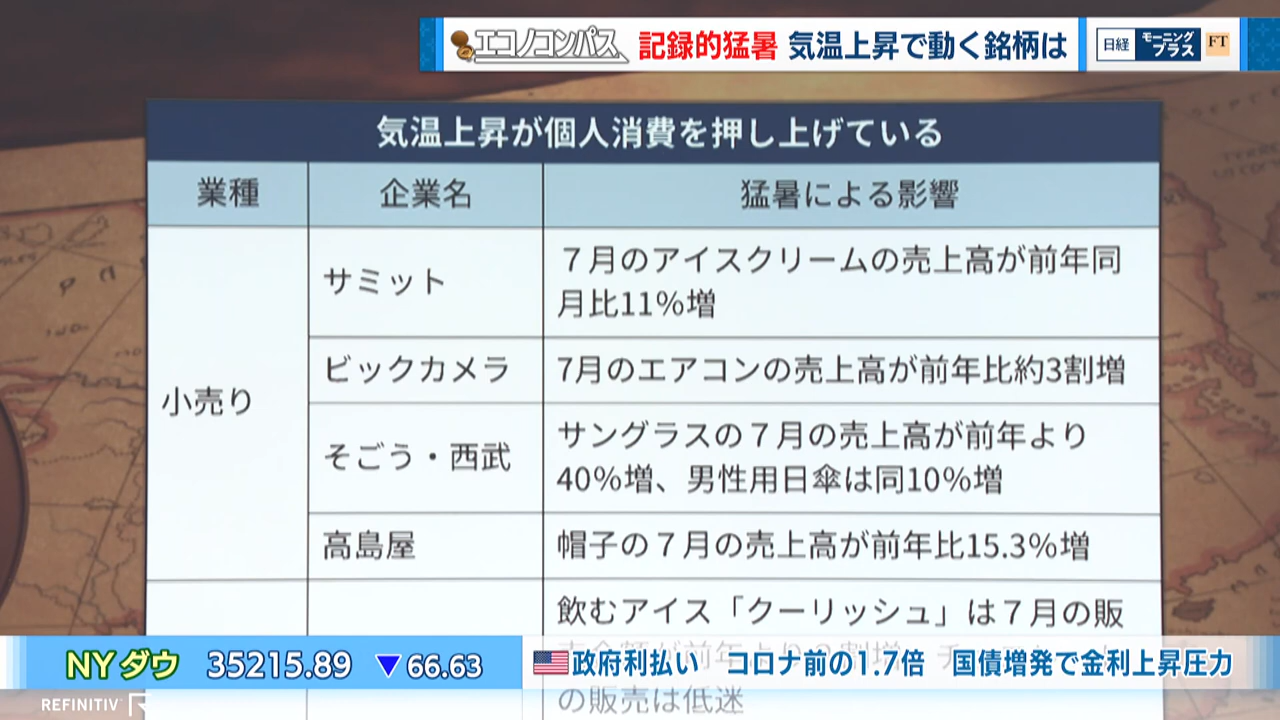 エコノコンパス 記録的猛暑 気温上昇で動く銘柄は 日経 モーニングプラス FT
気温上昇が個人消費を押し上げている
業種 企業名 猛暑による影響
小売り
サミット
７月のアイスクリームの売上高が前年同
月比11%増
ビックカメラ
7月のエアコンの売上高が前年比約3割増
そごう・西武
サングラスの７月の売上高が前年より
40%増、男性用日傘は同10%増
高島屋
帽子の７月の売上高が前年比15.3%増
飲むアイス「クーリッシュ」は７月の販
の販売は低迷
NYダウ 35215.89 ▼66.63
政府利払い コロナ前の1.7倍 国債増発で金利上昇圧力
REFINITIV